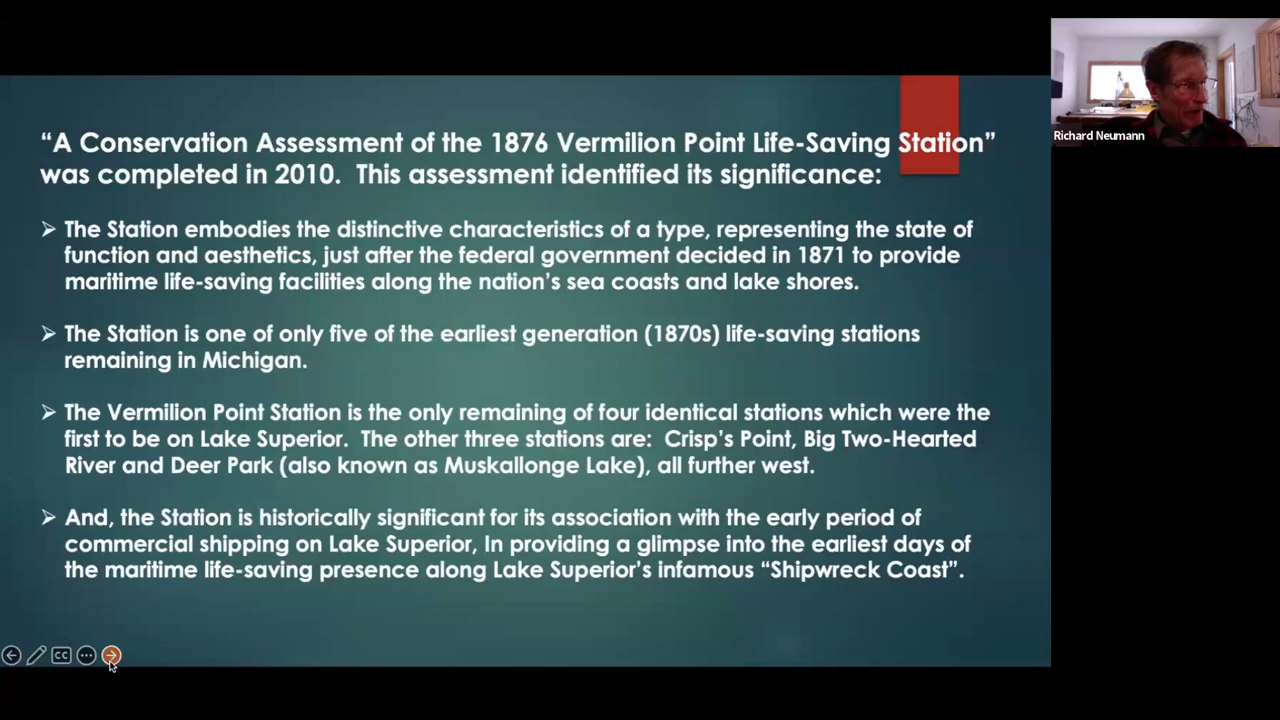 “A Conservation Assessment of the 1876 Vermilion Point Life-Saving Station”
was completed in 2010. This assessment identified its significance:
➢ The Station embodies the distinctive characteristics of a type, representing the state of
function and aesthetics, just after the federal government decided in 1871 to provide
maritime life-saving facilities along the nation’s sea coasts and lake shores.
➢ The Station is one of only five of the earliest generation (1870s) life-saving stations
remaining in Michigan.
➢ The Vermilion Point Station is the only remaining of four identical stations which were the
first to be on Lake Superior. The other three stations are: Crisp’s Point, Big Two-Hearted
River and Deer Park (also known as Muskallonge Lake), all further west.
➢ And, the Station is historically significant for its association with the early period of
commercial shipping on Lake Superior, In providing a glimpse into the earliest days of
the maritime life-saving presence along Lake Superior’s infamous “Shipwreck Coast”.
Richard Neumann
CC